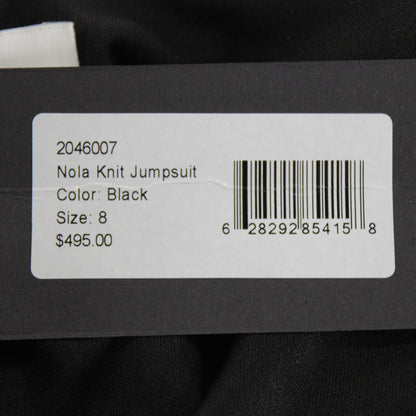 2046007
Nola Knit Jumpsuit
Color: Black
Size: 8
$495.00
6 28292 85415 8